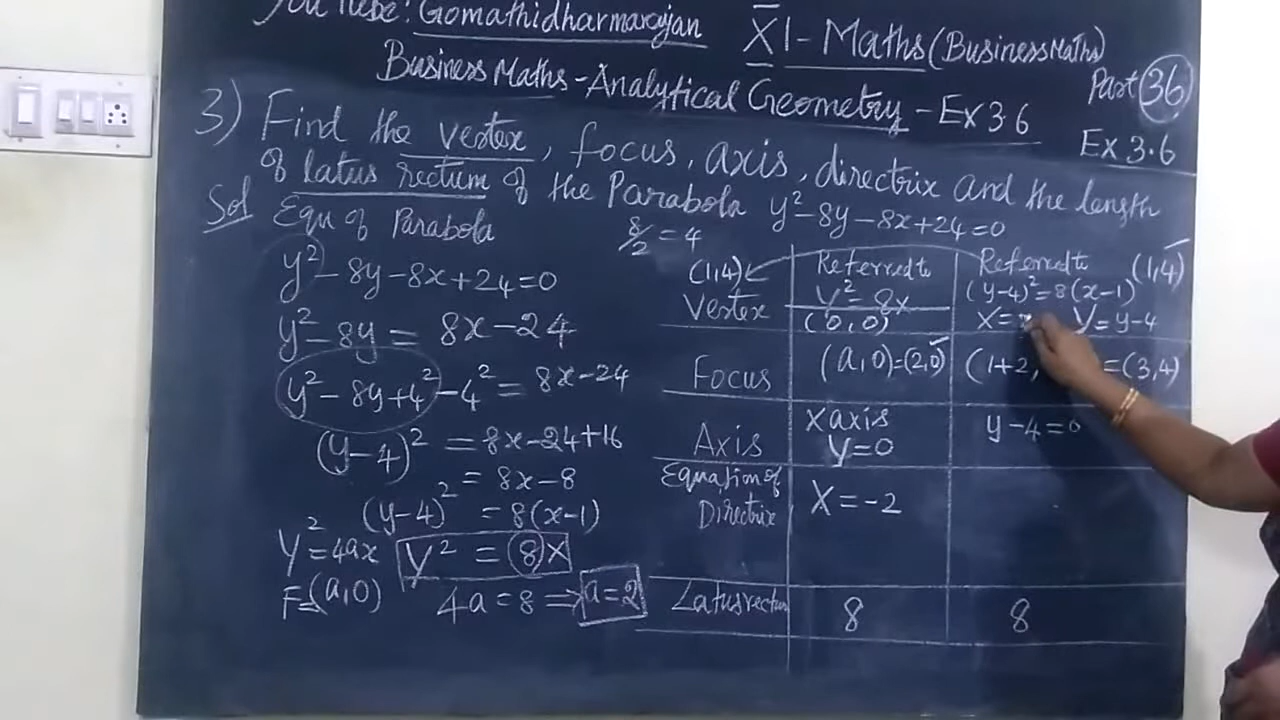 You Tube: Gomathidharmarajan XI - Maths (Business Maths)
Business Maths - Analytical Geometry - Ex 3.6 Part 36
Ex 3.6
3) Find the vertex, focus, axis, directrix and the length
of latus rectum of the Parabola y² - 8y - 8x + 24 = 0
Sol Equ of Parabola 8/2 = 4
y² - 8y - 8x + 24 = 0
y² - 8y = 8x - 24
y² - 8y + 4² - 4² = 8x - 24
(y - 4)² = 8x - 24 + 16
= 8x - 8
(y - 4)² = 8(x - 1)
Y² = 4ax Y² = 8X
F = (a, 0) 4a = 8 ⇒ a = 2
(1,4) Referred to Referred to (1,4)
Y² = 8X (y - 4)² = 8(x - 1)
Vertex (0, 0) X = Y = y - 4
Focus (a, 0) = (2, 0) (1+2, = (3, 4)
Axis X axis y - 4 = 0
Y = 0
Equation of
Directrix X = -2
Latus rectum 8 8